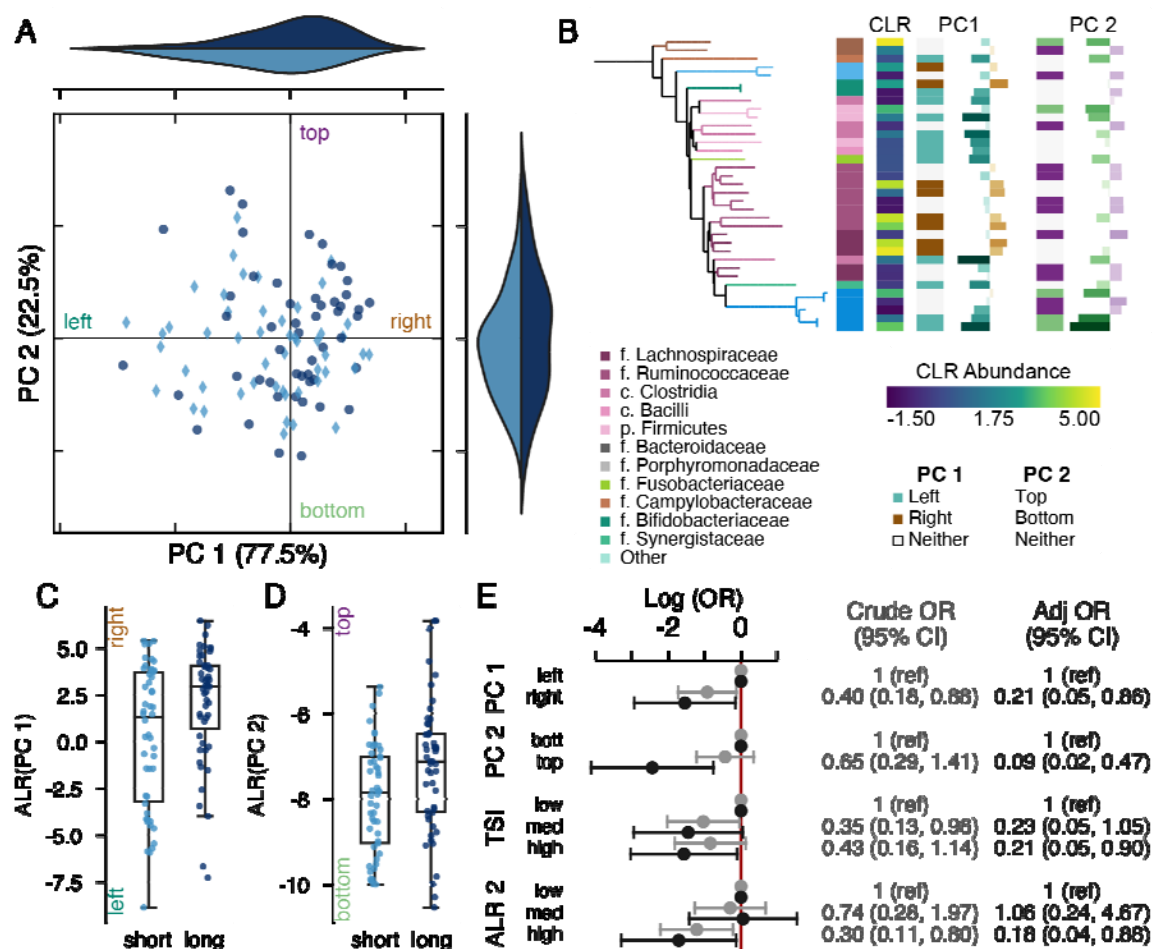 A
B
CLR
PC1
PC 2
top
left
right
bottom
PC 2 (22.5%)
PC 1 (77.5%)
f. Lachnospiraceae
f. Ruminococcaceae
c. Clostridia
c. Bacilli
p. Firmicutes
f. Bacteroidaceae
f. Porphyromonadaceae
f. Fusobacteriaceae
f. Campylobacteraceae
f. Bifidobacteriaceae
f. Synergistaceae
Other
CLR Abundance
-1.50 1.75 5.00
PC 1 PC 2
Left Top
Right Bottom
Neither Neither
C
right
left
ALR(PC 1)
5.0
2.5
0.0
-2.5
-5.0
-7.5
short long
D
top
bottom
ALR(PC 2)
-4
-6
-8
-10
short long
E
Log (OR)
-4 -2 0
Crude OR (95% CI)
Adj OR (95% CI)
PC 1
left 1 (ref) 1 (ref)
right 0.40 (0.18, 0.88) 0.21 (0.05, 0.86)
PC 2
bott 1 (ref) 1 (ref)
top 0.65 (0.29, 1.41) 0.09 (0.02, 0.47)
TSI
low 1 (ref) 1 (ref)
med 0.35 (0.13, 0.96) 0.23 (0.05, 1.05)
high 0.43 (0.16, 1.14) 0.21 (0.05, 0.90)
ALR 2
low 1 (ref) 1 (ref)
med 0.74 (0.28, 1.97) 1.06 (0.24, 4.67)
high 0.30 (0.11, 0.80) 0.18 (0.04, 0.88)